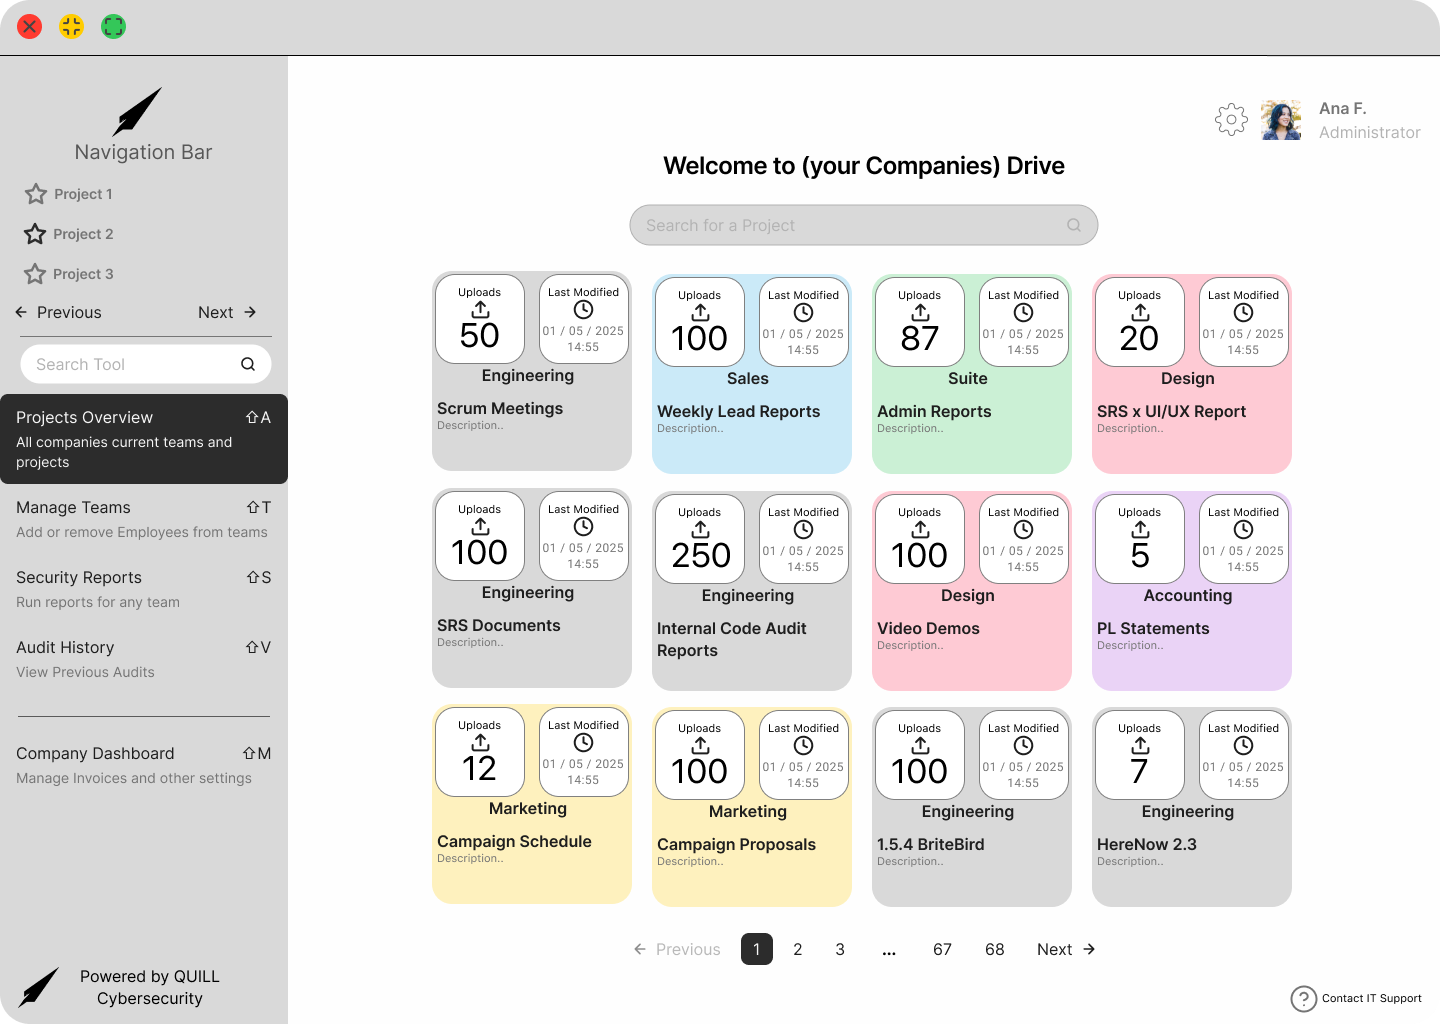 Navigation Bar
Project 1
Project 2
Project 3
Previous
Next
Search Tool
Projects Overview ⇧A
All companies current teams and
projects
Manage Teams ⇧T
Add or remove Employees from teams
Security Reports ⇧S
Run reports for any team
Audit History ⇧V
View Previous Audits
Company Dashboard ⇧M
Manage Invoices and other settings
Powered by QUILL
Cybersecurity
Ana F.
Administrator
Welcome to (your Companies) Drive
Search for a Project
Uploads
50
Last Modified
01 / 05 / 2025
14:55
Engineering
Scrum Meetings
Description..
Uploads
100
Last Modified
01 / 05 / 2025
14:55
Sales
Weekly Lead Reports
Description..
Uploads
87
Last Modified
01 / 05 / 2025
14:55
Suite
Admin Reports
Description..
Uploads
20
Last Modified
01 / 05 / 2025
14:55
Design
SRS x UI/UX Report
Description..
Uploads
100
Last Modified
01 / 05 / 2025
14:55
Engineering
SRS Documents
Description..
Uploads
250
Last Modified
01 / 05 / 2025
14:55
Engineering
Internal Code Audit
Reports
Uploads
100
Last Modified
01 / 05 / 2025
14:55
Design
Video Demos
Description..
Uploads
5
Last Modified
01 / 05 / 2025
14:55
Accounting
PL Statements
Description..
Uploads
12
Last Modified
01 / 05 / 2025
14:55
Marketing
Campaign Schedule
Description..
Uploads
100
Last Modified
01 / 05 / 2025
14:55
Marketing
Campaign Proposals
Description..
Uploads
100
Last Modified
01 / 05 / 2025
14:55
Engineering
1.5.4 BriteBird
Description..
Uploads
7
Last Modified
01 / 05 / 2025
14:55
Engineering
HereNow 2.3
Description..
Previous 1 2 3 ... 67 68 Next
Contact IT Support